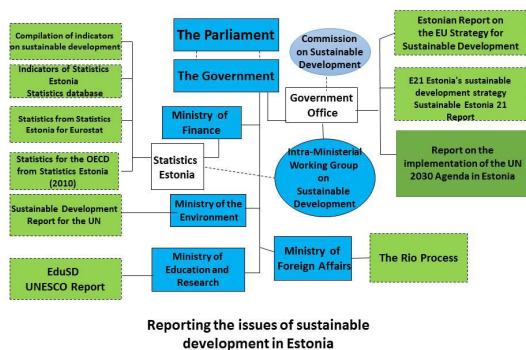 Compilation of indicators
on sustainable development
Indicators of Statistics
Estonia
Statistics database
Statistics from Statistics
Estonia for Eurostat
Statistics for the OECD
from Statistics Estonia
(2010)
Sustainable Development
Report for the UN
EduSD
UNESCO Report
The Parliament
The Government
Ministry of
Finance
Statistics
Estonia
Ministry of the
Environment
Ministry of
Education and
Research
Commission
on Sustainable
Development
Government
Office
Intra-Ministerial
Working Group
on
Sustainable
Development
Ministry of
Foreign Affairs
Estonian Report on
the EU Strategy for
Sustainable Development
E21 Estonia's sustainable
development strategy
Sustainable Estonia 21
Report
Report on the
implementation of the UN
2030 Agenda in Estonia
The Rio Process
Reporting the issues of sustainable
development in Estonia